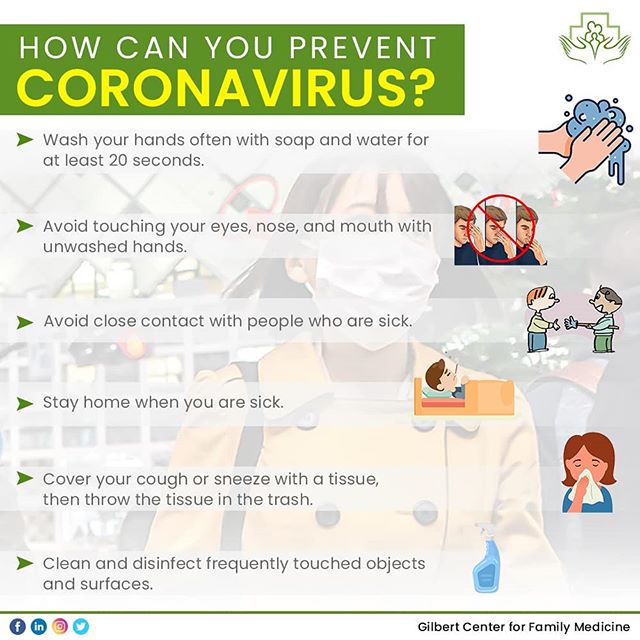 HOW CAN YOU PREVENT
CORONAVIRUS?
Wash your hands often with soap and water for
at least 20 seconds.
Avoid touching your eyes, nose, and mouth with
unwashed hands.
Avoid close contact with people who are sick.
Stay home when you are sick.
Cover your cough or sneeze with a tissue,
then throw the tissue in the trash.
Clean and disinfect frequently touched objects
and surfaces.
Gilbert Center for Family Medicine